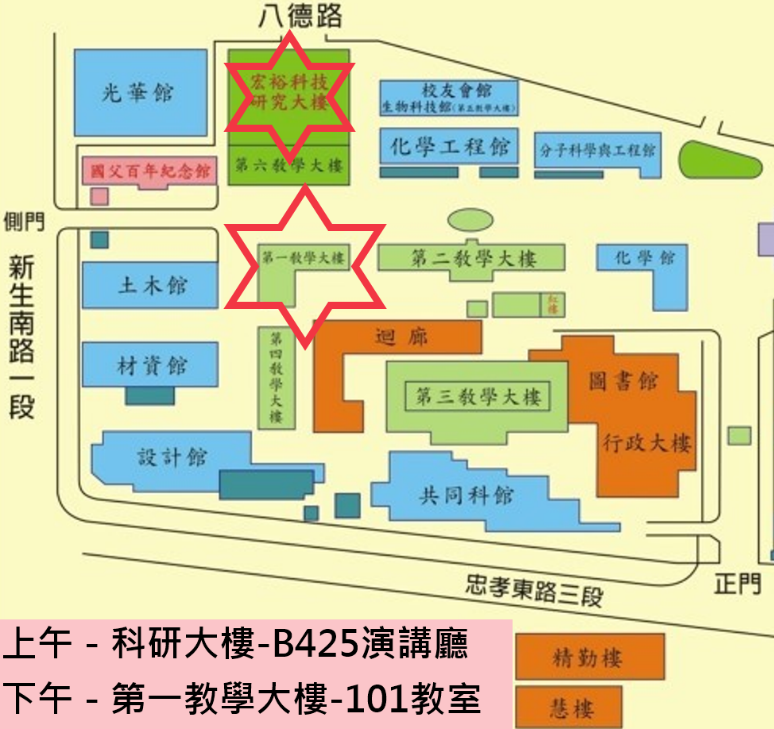 八德路
光華館
宏裕科技
研究大樓
校友會館
生物科技館(第五教學大樓)
化學工程館
分子科學與工程館
國父百年紀念館
第六教學大樓
側門
新生南路一段
土木館
第一教學大樓
第二教學大樓
化學館
紅樓
材資館
第四教學大樓
迴廊
第三教學大樓
圖書館
行政大樓
設計館
共同科館
忠孝東路三段
正門
上午 - 科研大樓-B425演講廳
下午 - 第一教學大樓-101教室
精勤樓
慧樓